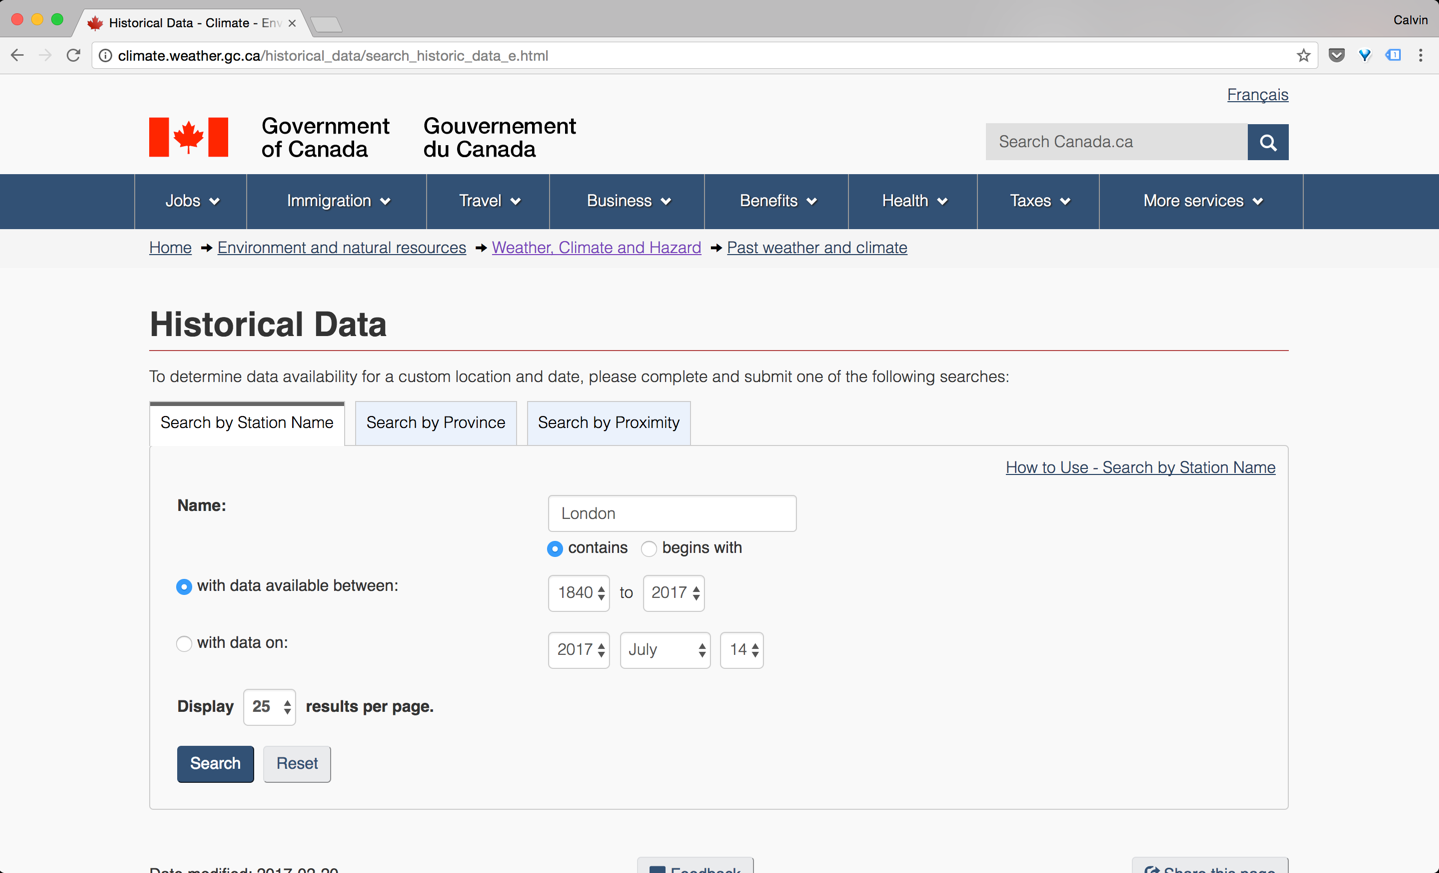 Historical Data - Climate - Env
Calvin
climate.weather.gc.ca/historical_data/search_historic_data_e.html
Français
Government of Canada
Gouvernement du Canada
Search Canada.ca
Jobs Immigration Travel Business Benefits Health Taxes More services
Home → Environment and natural resources → Weather, Climate and Hazard → Past weather and climate
Historical Data
To determine data availability for a custom location and date, please complete and submit one of the following searches:
Search by Station Name Search by Province Search by Proximity
How to Use - Search by Station Name
Name: London
contains begins with
with data available between: 1840 to 2017
with data on: 2017 July 14
Display 25 results per page.
Search Reset
Date modified: 2017-02-20 Feedback Share this page